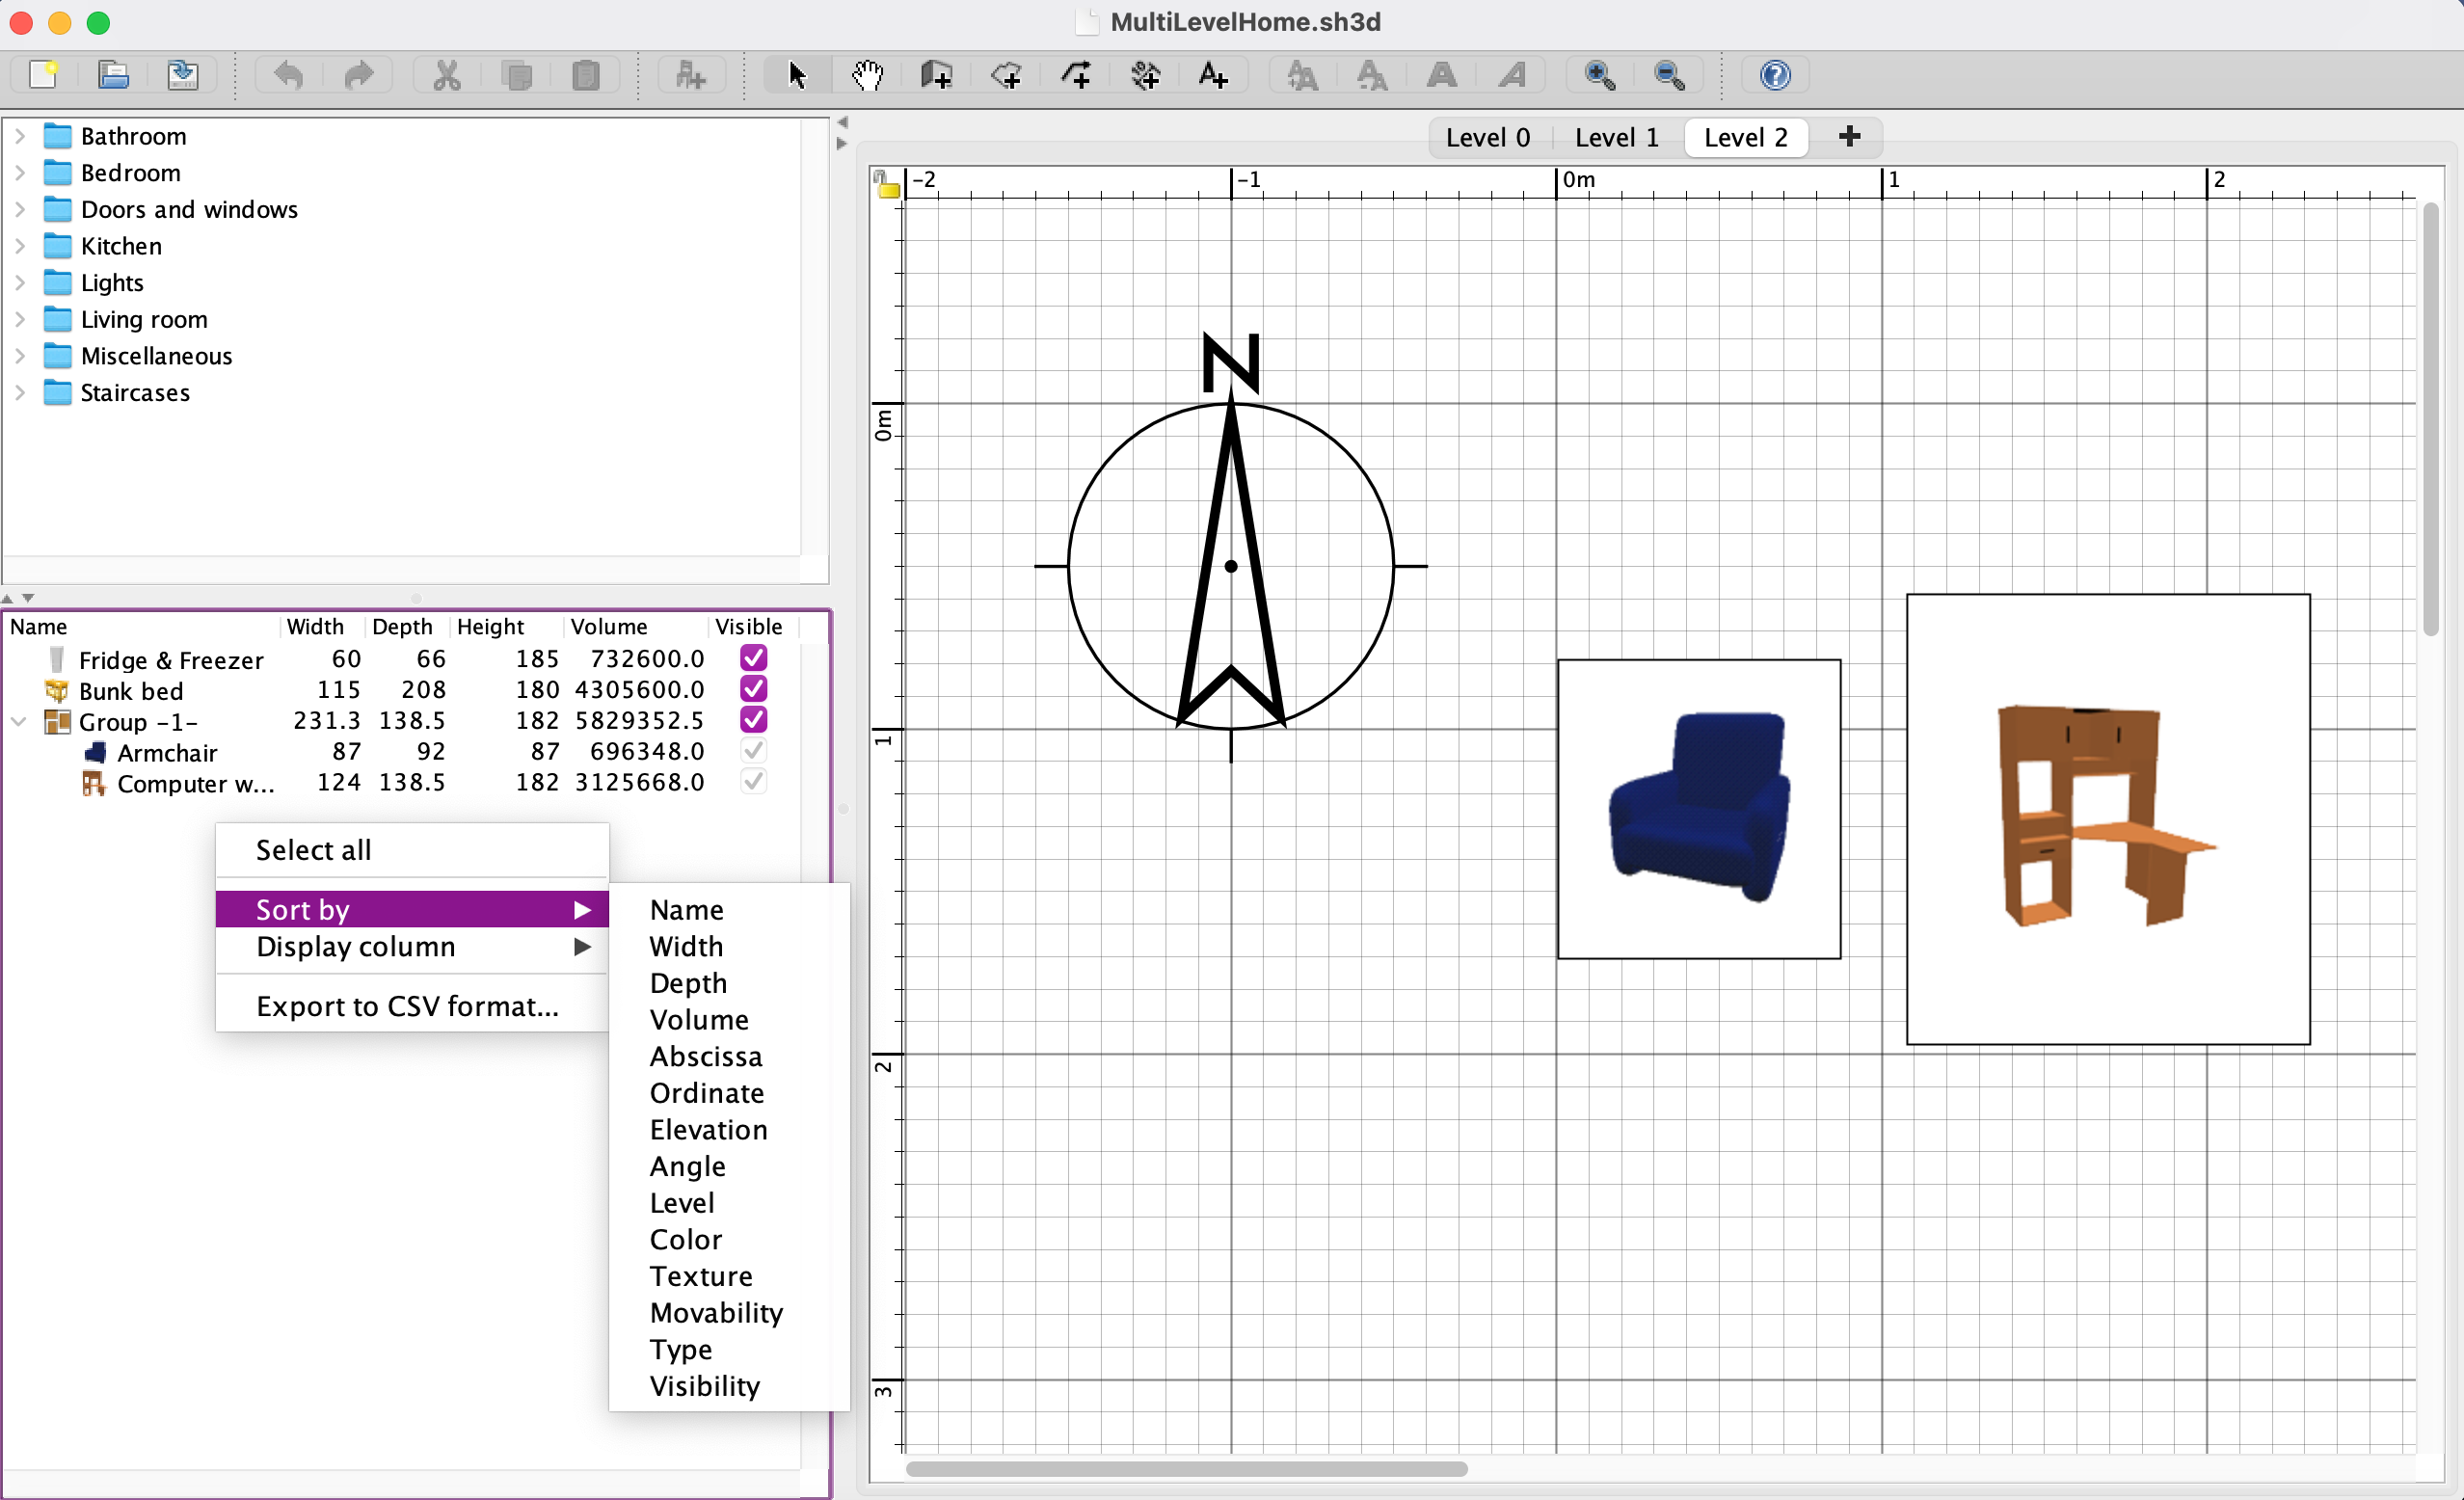 MultiLevelHome.sh3d
Level 0 Level 1 Level 2 +
Bathroom
Bedroom
Doors and windows
Kitchen
Lights
Living room
Miscellaneous
Staircases
Name Width Depth Height Volume Visible
Fridge & Freezer 60 66 185 732600.0
Bunk bed 115 208 180 4305600.0
Group -1- 231.3 138.5 182 5829352.5
Armchair 87 92 87 696348.0
Computer w... 124 138.5 182 3125668.0
Select all
Sort by
Display column
Export to CSV format...
Name
Width
Depth
Volume
Abscissa
Ordinate
Elevation
Angle
Level
Color
Texture
Movability
Type
Visibility
-2 -1 0m 1 2
0m
1
2
3
N